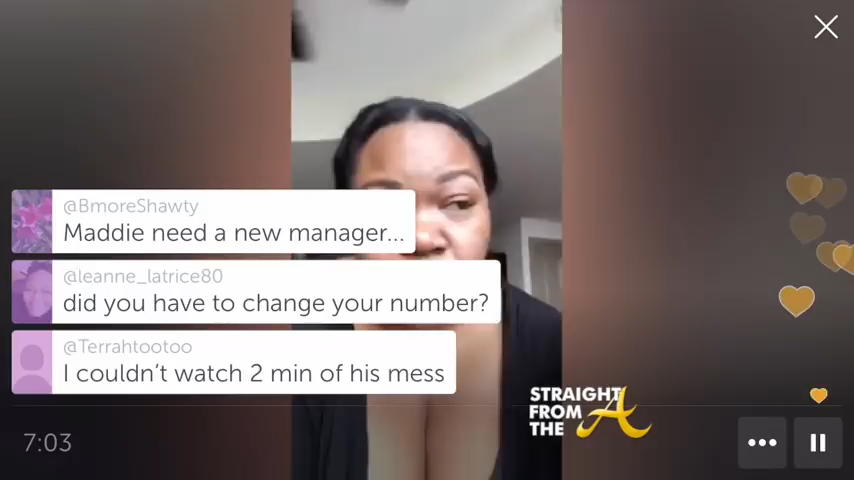 @BmoreShawty
Maddie need a new manager...
@leanne_latrice80
did you have to change your number?
@Terrahtootoo
I couldn't watch 2 min of his mess
STRAIGHT
FROM
THE A
7:03